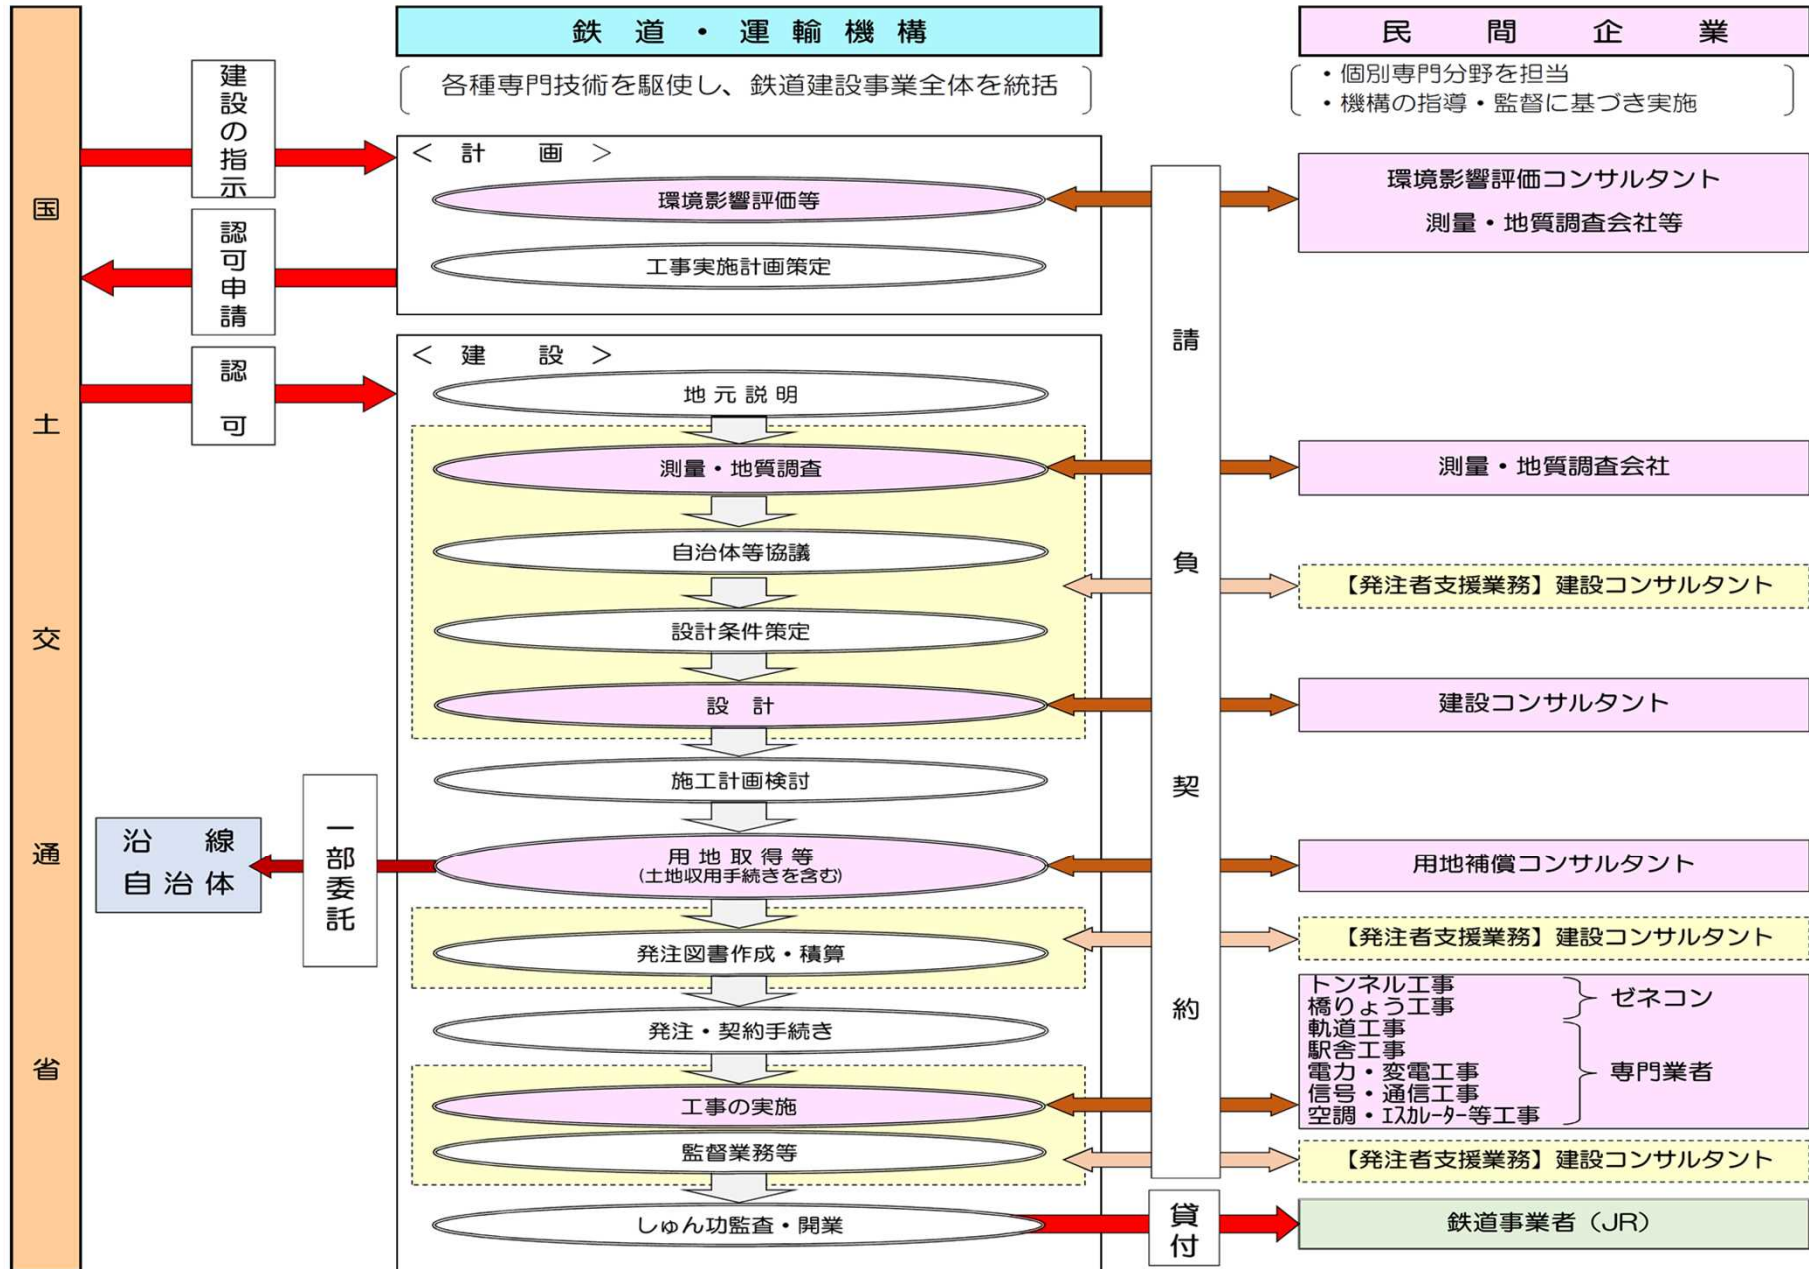 国土交通省
鉄道・運輸機構
各種専門技術を駆使し、鉄道建設事業全体を統括
民間企業
・個別専門分野を担当
・機構の指導・監督に基づき実施
建設の指示
認可申請
認可
＜計画＞
環境影響評価等
工事実施計画策定
＜建設＞
地元説明
測量・地質調査
自治体等協議
設計条件策定
設計
施工計画検討
用地取得等
(土地収用手続きを含む)
発注図書作成・積算
発注・契約手続き
工事の実施
監督業務等
しゅん功監査・開業
一部委託
沿線
自治体
請負契約
貸付
環境影響評価コンサルタント
測量・地質調査会社等
測量・地質調査会社
【発注者支援業務】建設コンサルタント
建設コンサルタント
用地補償コンサルタント
【発注者支援業務】建設コンサルタント
トンネル工事
橋りょう工事
ゼネコン
軌道工事
駅舎工事
電力・変電工事
信号・通信工事
空調・ｴｽｶﾚｰﾀｰ等工事
専門業者
【発注者支援業務】建設コンサルタント
鉄道事業者（JR）